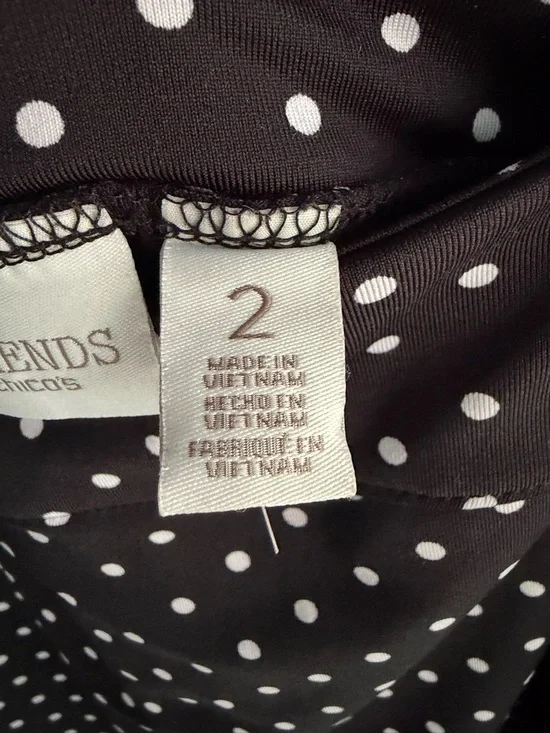 ENDS
chico's
2
MADE IN
VIETNAM
HECHO EN
VIETNAM
FABRIQUÉ EN
VIETNAM